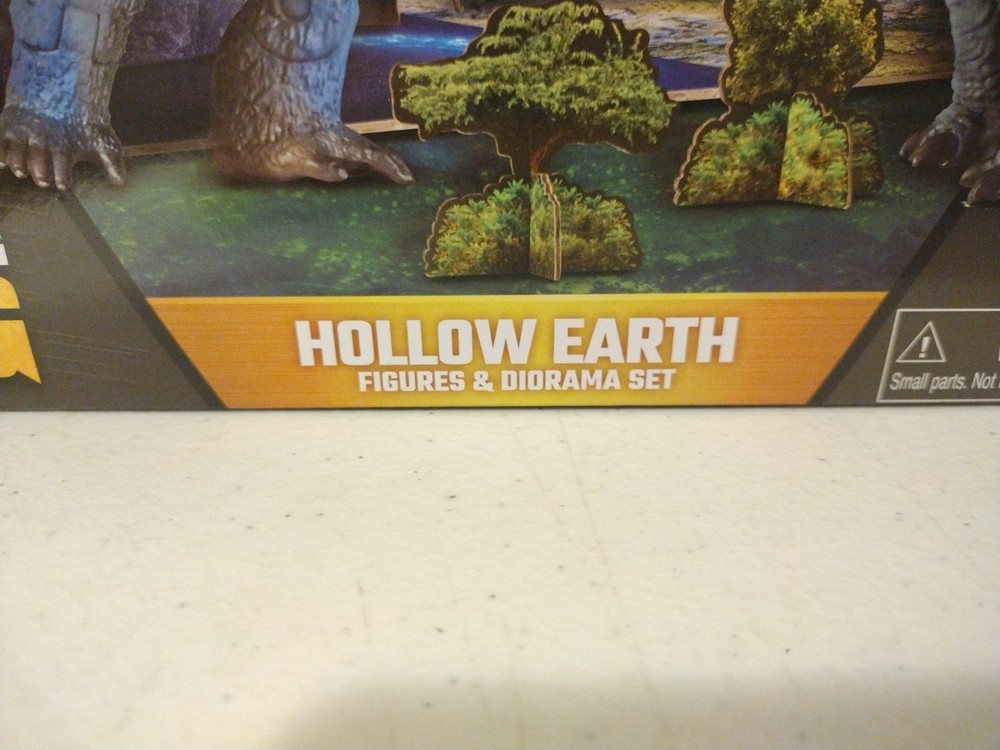 HOLLOW EARTH
FIGURES & DIORAMA SET
Small parts. Not